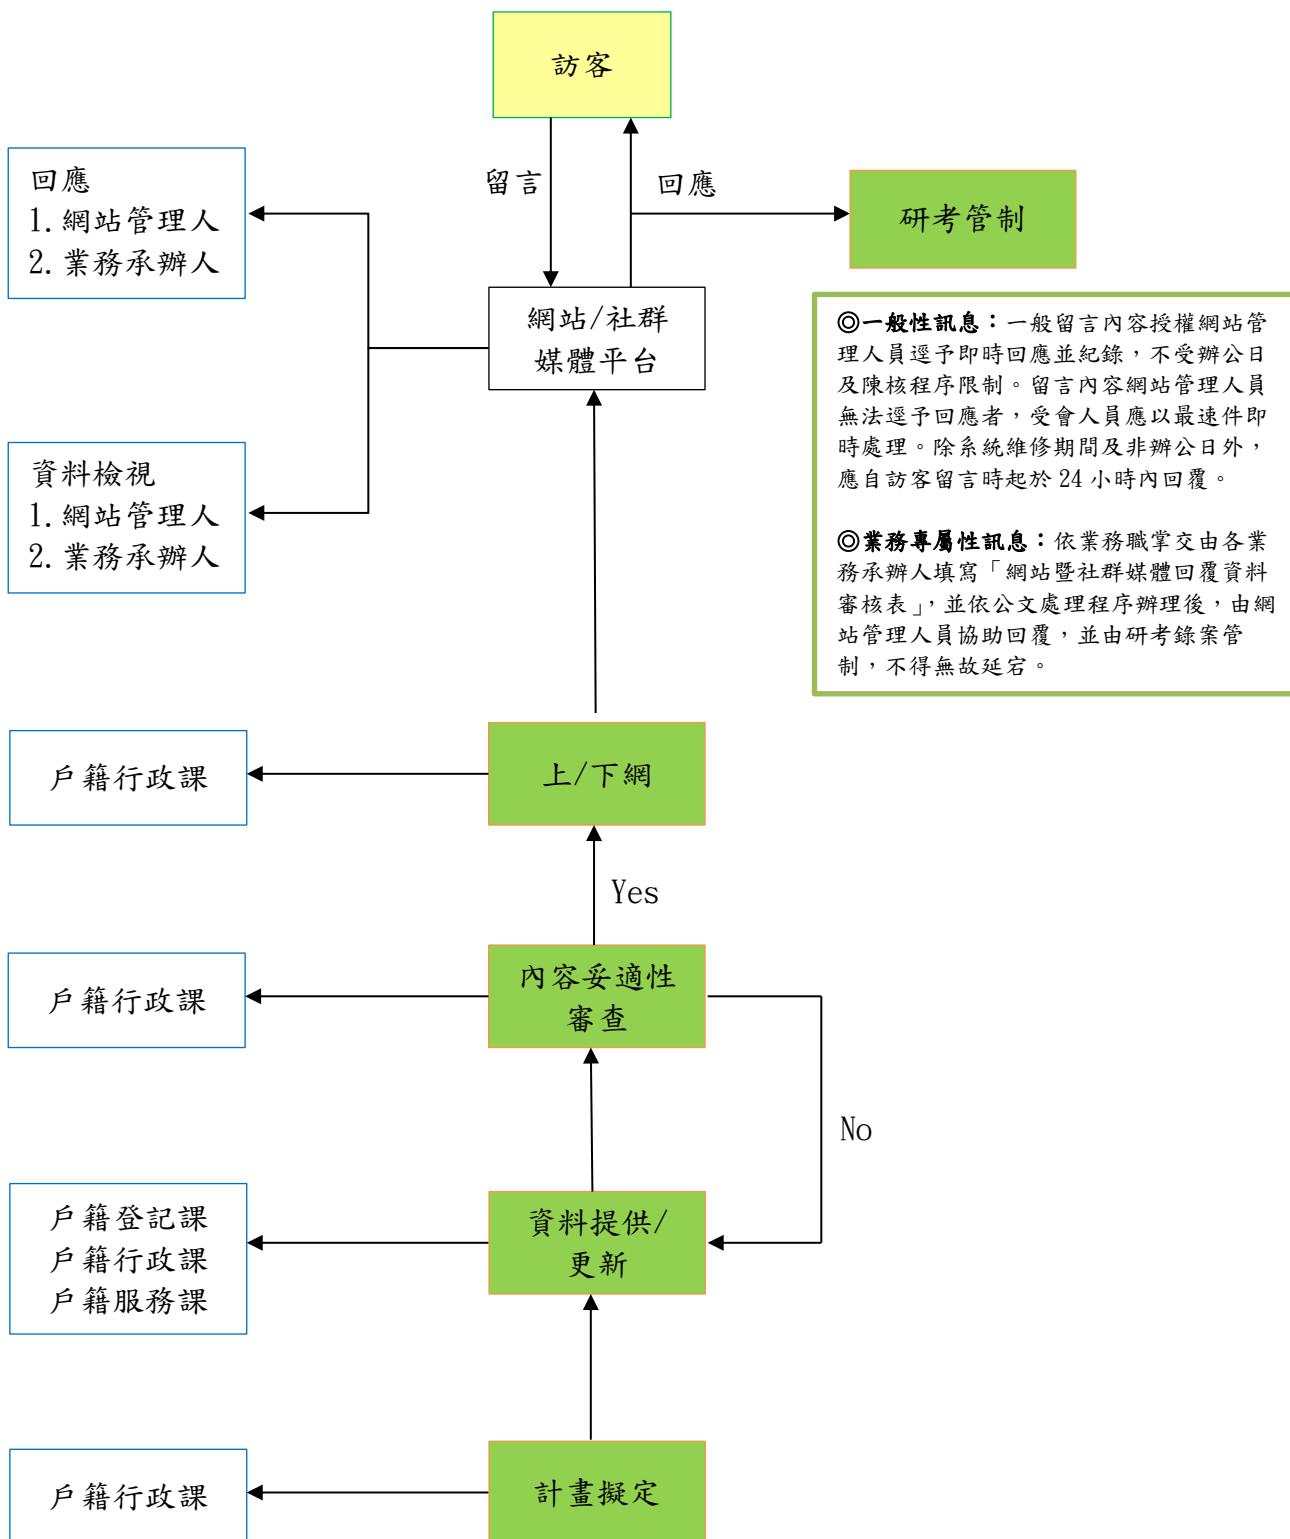 訪客
留言
回應
回應
1.網站管理人
2.業務承辦人
研考管制
網站/社群
媒體平台
◎一般性訊息：一般留言內容授權網站管
理人員逕予即時回應並紀錄，不受辦公日
及陳核程序限制。留言內容網站管理人員
無法逕予回應者，受會人員應以最速件即
時處理。除系統維修期間及非辦公日外，
應自訪客留言時起於 24 小時內回覆。
◎業務專屬性訊息：依業務職掌交由各業
務承辦人填寫「網站暨社群媒體回覆資料
審核表」，並依公文處理程序辦理後，由網
站管理人員協助回覆，並由研考錄案管
制，不得無故延宕。
資料檢視
1.網站管理人
2.業務承辦人
戶籍行政課
上/下網
Yes
戶籍行政課
內容妥適性
審查
No
戶籍登記課
戶籍行政課
戶籍服務課
資料提供/
更新
戶籍行政課
計畫擬定